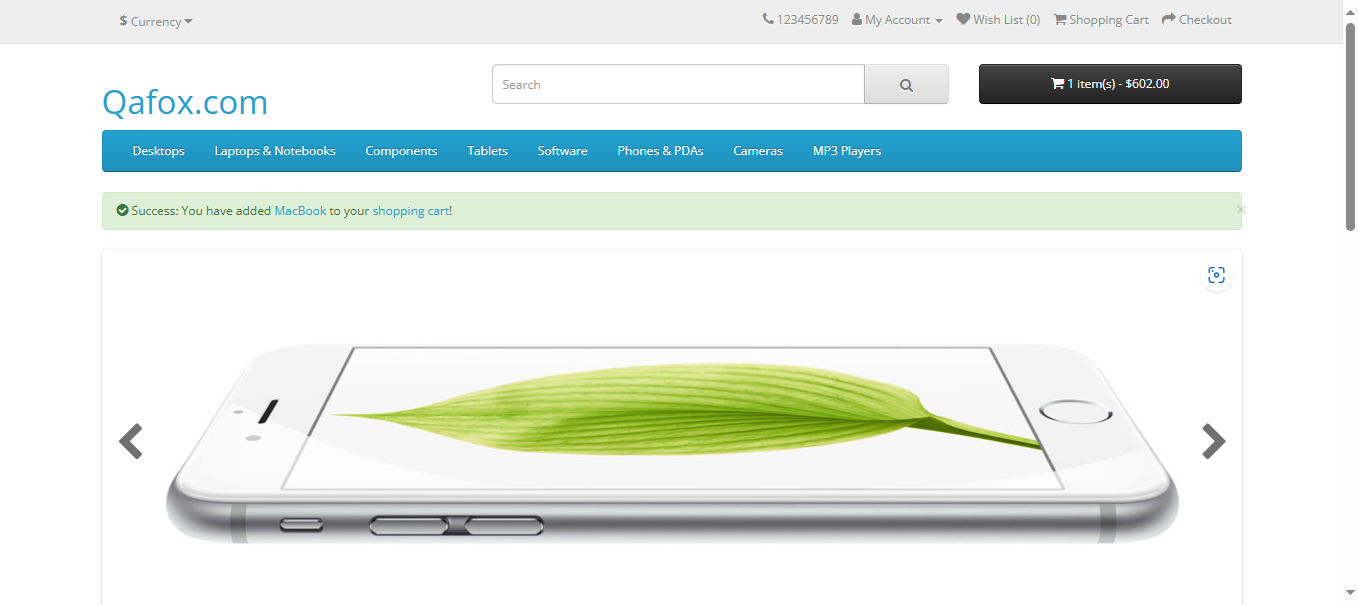 $ Currency 123456789 My Account Wish List (0) Shopping Cart Checkout
Qafox.com Search 1 item(s) - $602.00
Desktops Laptops & Notebooks Components Tablets Software Phones & PDAs Cameras MP3 Players
Success: You have added MacBook to your shopping cart! ×